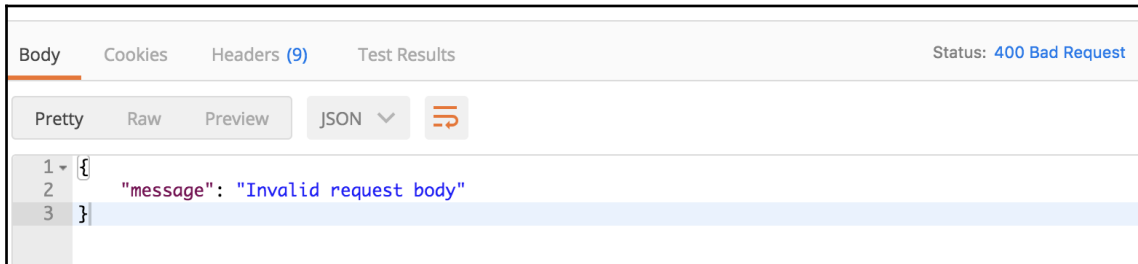 Body Cookies Headers (9) Test Results Status: 400 Bad Request
Pretty Raw Preview JSON
1 {
2 "message": "Invalid request body"
3 }